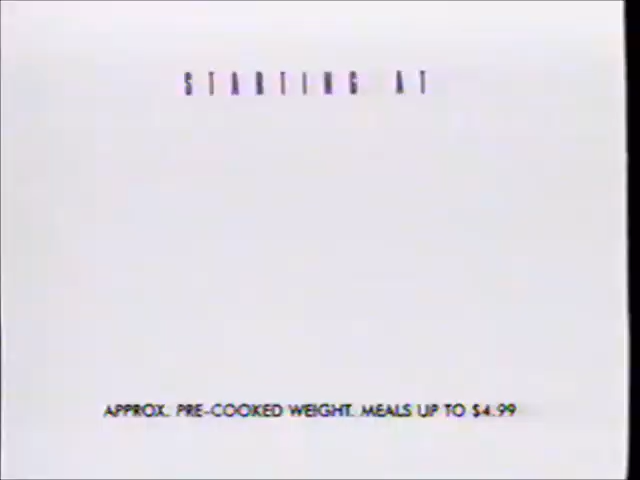 STARTING AT
APPROX. PRE-COOKED WEIGHT. MEALS UP TO $4.99